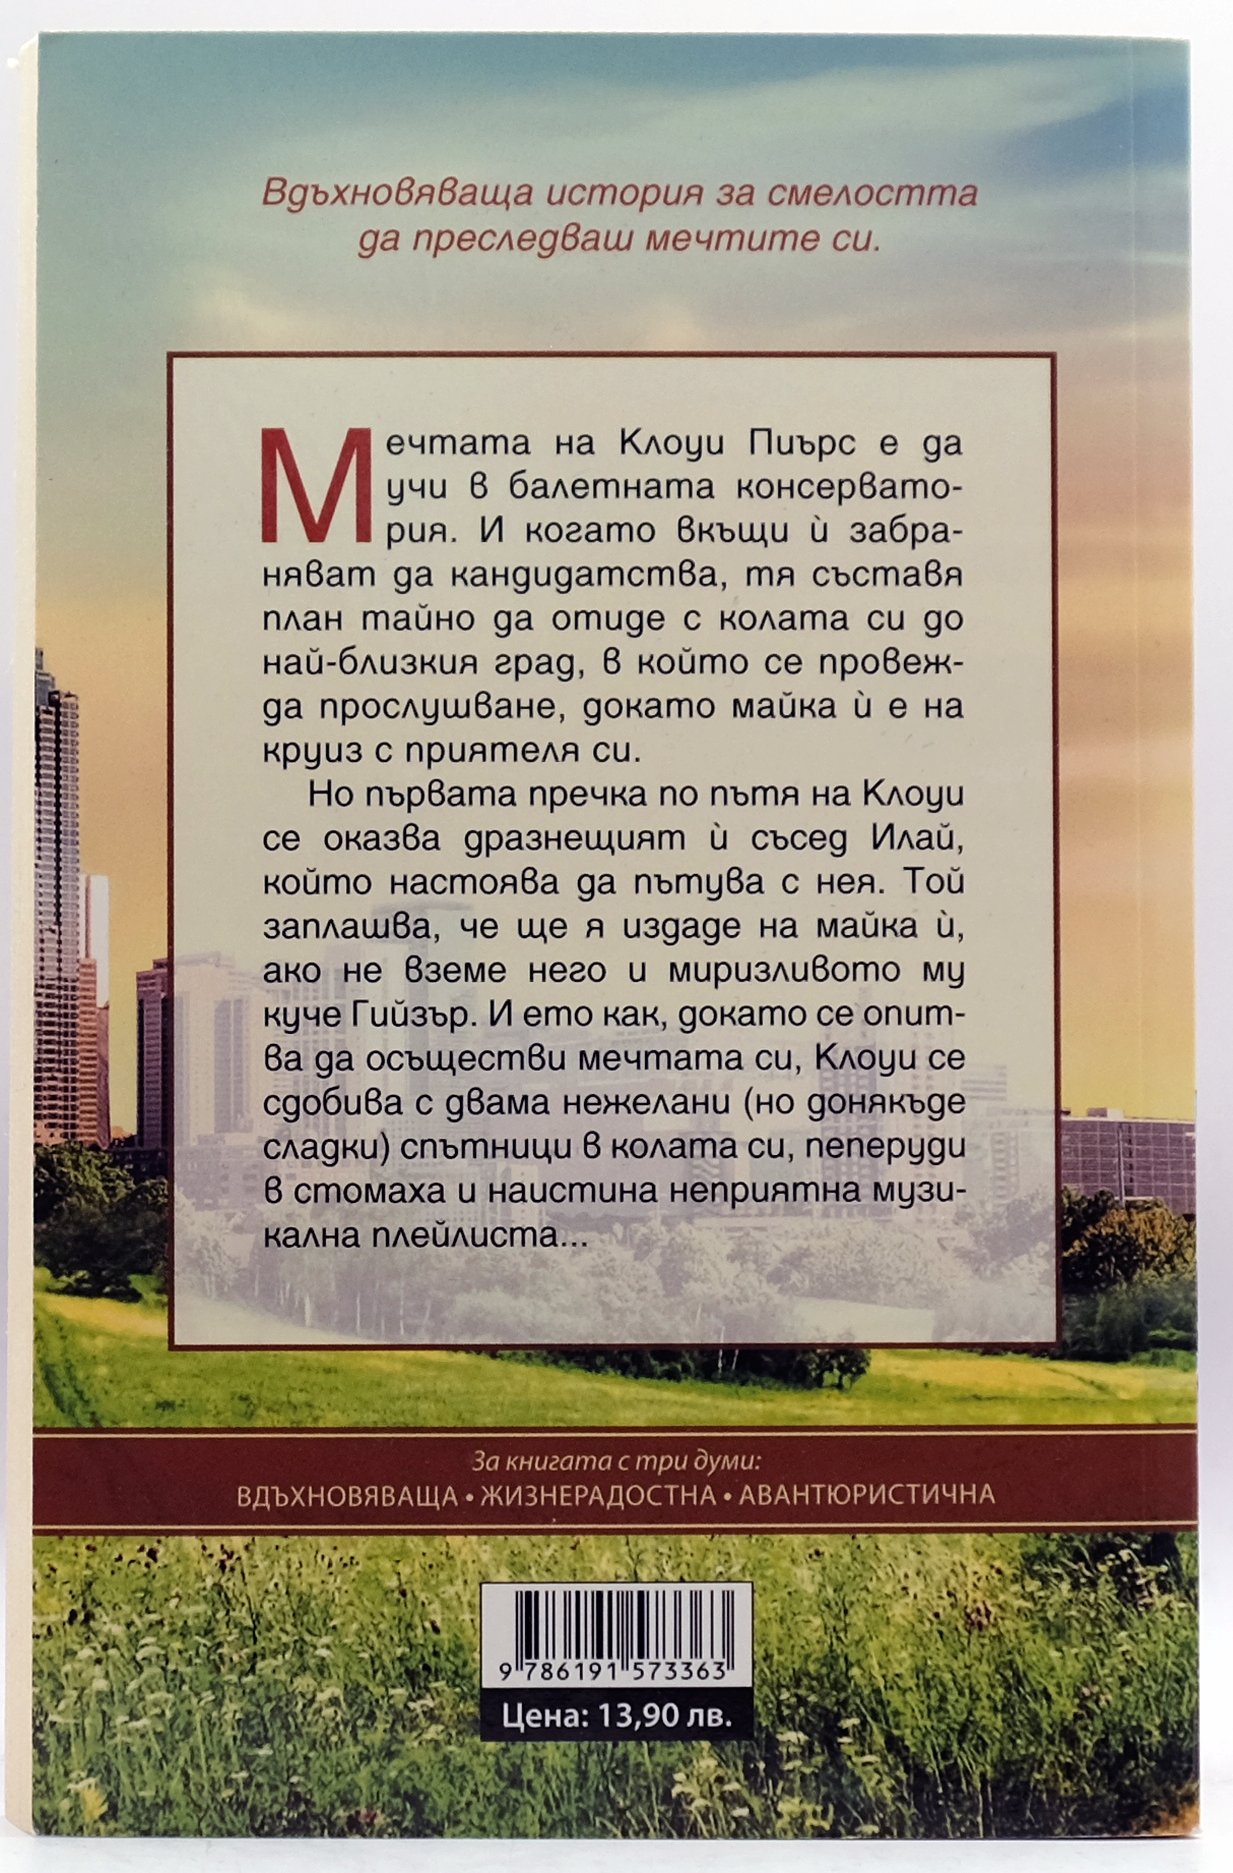 Вдъхновяваща история за смелостта
да преследваш мечтите си.
Мечтата на Клоуи Пиърс е да
учи в балетната консервато-
рия. И когато вкъщи ѝ забра-
няват да кандидатства, тя съставя
план тайно да отиде с колата си до
най-близкия град, в който се провеж-
да прослушване, докато майка ѝ е на
круиз с приятеля си.
Но първата пречка по пътя на Клоуи
се оказва дразнещият ѝ съсед Илай,
който настоява да пътува с нея. Той
заплашва, че ще я издаде на майка ѝ,
ако не вземе него и миризливото му
куче Гийзър. И ето как, докато се опит-
ва да осъществи мечтата си, Клоуи се
сдобива с двама нежелани (но донякъде
сладки) спътници в колата си, пеперуди
в стомаха и наистина неприятна музи-
кална плейлиста...
За книгата с три думи:
ВДЪХНОВЯВАЩА • ЖИЗНЕРАДОСТНА • АВАНТЮРИСТИЧНА
9 786191 573363
Цена: 13,90 лв.